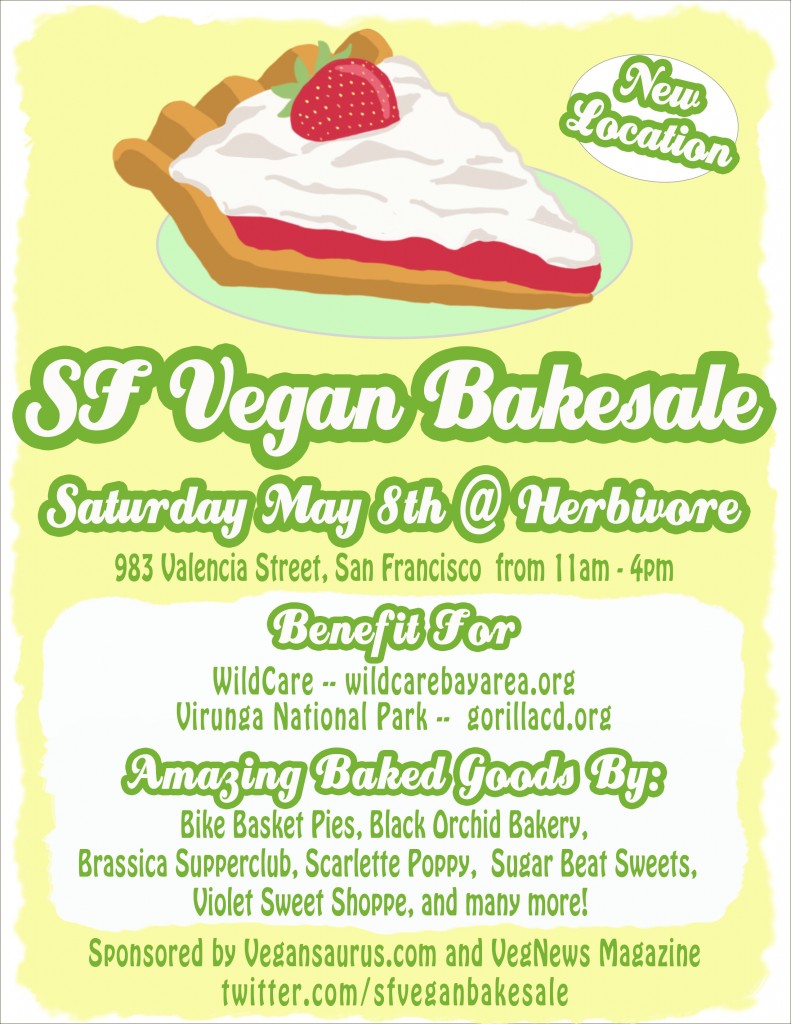 New
Location
SF Vegan Bakesale
Saturday May 8th @ Herbivore
983 Valencia Street, San Francisco from 11am - 4pm
Benefit For
WildCare -- wildcarebayarea.org
Virunga National Park -- gorillacd.org
Amazing Baked Goods By:
Bike Basket Pies, Black Orchid Bakery,
Brassica Supperclub, Scarlette Poppy, Sugar Beat Sweets,
Violet Sweet Shoppe, and many more!
Sponsored by Vegansaurus.com and VegNews Magazine
twitter.com/sfveganbakesale